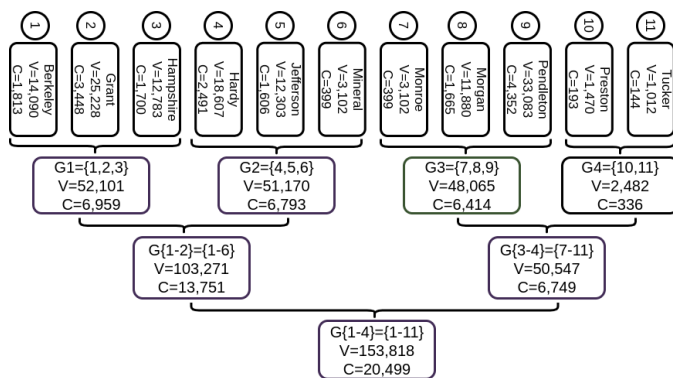 1
2
3
4
5
6
7
8
9
10
11
Berkeley
V=14,090
C=1,813
Grant
V=25,228
C=3,448
Hampshire
V=12,783
C=1,700
Hardy
V=18,607
C=2,491
Jefferson
V=12,303
C=1,606
Mineral
V=3,102
C=399
Monroe
V=3,102
C=399
Morgan
V=11,880
C=1,665
Pendleton
V=33,083
C=4,352
Preston
V=1,470
C=193
Tucker
V=1,012
C=144
G1={1,2,3}
V=52,101
C=6,959
G2={4,5,6}
V=51,170
C=6,793
G3={7,8,9}
V=48,065
C=6,414
G4={10,11}
V=2,482
C=336
G{1-2}={1-6}
V=103,271
C=13,751
G{3-4}={7-11}
V=50,547
C=6,749
G{1-4}={1-11}
V=153,818
C=20,499